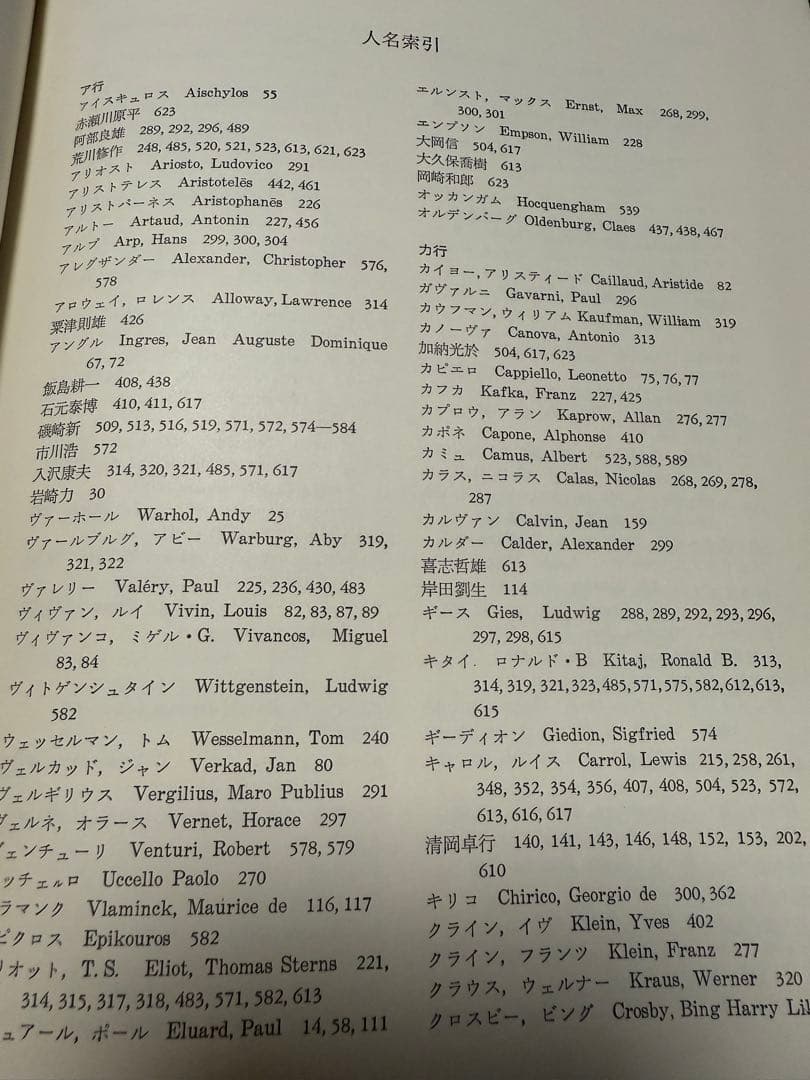 人名索引
ア行
アイスキュロス Aischylos 55
赤瀬川原平 623
阿部良雄 289, 292, 296, 489
荒川修作 248, 485, 520, 521, 523, 613, 621, 623
アリオスト Ariosto, Ludovico 291
アリストテレス Aristotelēs 442, 461
アリストパーネス Aristophanēs 226
アルトー Artaud, Antonin 227, 456
アルプ Arp, Hans 299, 300, 304
アレグザンダー Alexander, Christopher 576,
578
アロウェイ, ロレンス Alloway, Lawrence 314
粟津則雄 426
アングル Ingres, Jean Auguste Dominique
67, 72
飯島耕一 408, 438
石元泰博 410, 411, 617
磯崎新 509, 513, 516, 519, 571, 572, 574—584
市川浩 572
入沢康夫 314, 320, 321, 485, 571, 617
岩崎力 30
ヴァーホール Warhol, Andy 25
ヴァールブルグ, アビー Warburg, Aby 319,
321, 322
ヴァレリー Valéry, Paul 225, 236, 430, 483
ヴィヴァン, ルイ Vivin, Louis 82, 83, 87, 89
ヴィヴァンコ, ミゲル・G. Vivancos, Miguel
83, 84
ヴィトゲンシュタイン Wittgenstein, Ludwig
582
ウェッセルマン, トム Wesselmann, Tom 240
ヴェルカッド, ジャン Verkad, Jan 80
ヴェルギリウス Vergilius, Maro Publius 291
ヴェルネ, オラース Vernet, Horace 297
ヴェンチューリ Venturi, Robert 578, 579
ッチェルロ Uccello Paolo 270
ラマンク Vlaminck, Maurice de 116, 117
ピクロス Epikouros 582
リオット, T.S. Eliot, Thomas Sterns 221,
314, 315, 317, 318, 483, 571, 582, 613
ュアール, ポール Eluard, Paul 14, 58, 111
エルンスト, マックス Ernst, Max 268, 299,
300, 301
エンプソン Empson, William 228
大岡信 504, 617
大久保喬樹 613
岡崎和郎 623
オッカンガム Hocquengham 539
オルデンバーグ Oldenburg, Claes 437, 438, 467
カ行
カイヨー, アリスティード Caillaud, Aristide 82
ガヴァルニ Gavarni, Paul 296
カウフマン, ウィリアム Kaufman, William 319
カノーヴァ Canova, Antonio 313
加納光於 504, 617, 623
カピエロ Cappiello, Leonetto 75, 76, 77
カフカ Kafka, Franz 227, 425
カプロウ, アラン Kaprow, Allan 276, 277
カポネ Capone, Alphonse 410
カミュ Camus, Albert 523, 588, 589
カラス, ニコラス Calas, Nicolas 268, 269, 278,
287
カルヴァン Calvin, Jean 159
カルダー Calder, Alexander 299
喜志哲雄 613
岸田劉生 114
ギース Gies, Ludwig 288, 289, 292, 293, 296,
297, 298, 615
キタイ. ロナルド・B Kitaj, Ronald B. 313,
314, 319, 321, 323, 485, 571, 575, 582, 612, 613,
615
ギーディオン Giedion, Sigfried 574
キャロル, ルイス Carrol, Lewis 215, 258, 261,
348, 352, 354, 356, 407, 408, 504, 523, 572,
613, 616, 617
清岡卓行 140, 141, 143, 146, 148, 152, 153, 202,
610
キリコ Chirico, Georgio de 300, 362
クライン, イヴ Klein, Yves 402
クライン, フランツ Klein, Franz 277
クラウス, ウェルナー Kraus, Werner 320
クロスビー, ビング Crosby, Bing Harry Lil